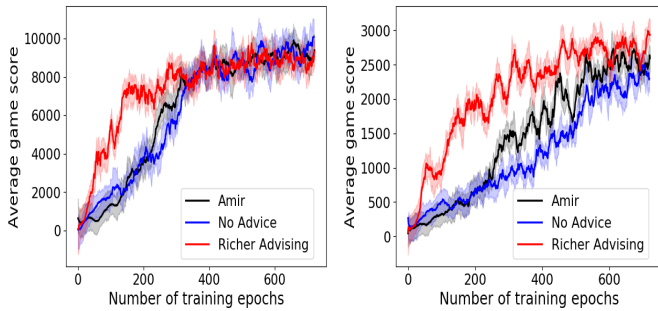 10000
8000
6000
4000
2000
0
Average game score
0 200 400 600
Number of training epochs
Amir
No Advice
Richer Advising
3000
2500
2000
1500
1000
500
0
Average game score
0 200 400 600
Number of training epochs
Amir
No Advice
Richer Advising